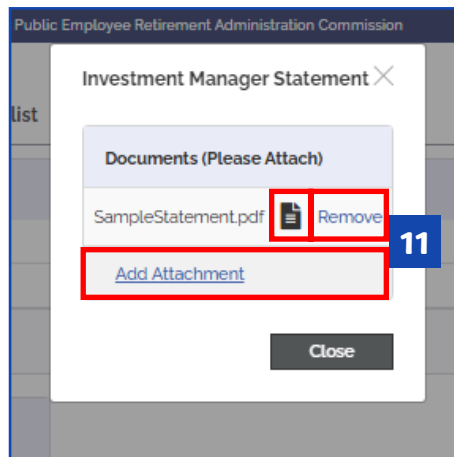 Public Employee Retirement Administration Commission
Investment Manager Statement
list
Documents (Please Attach)
SampleStatement.pdf Remove
11
Add Attachment
Close